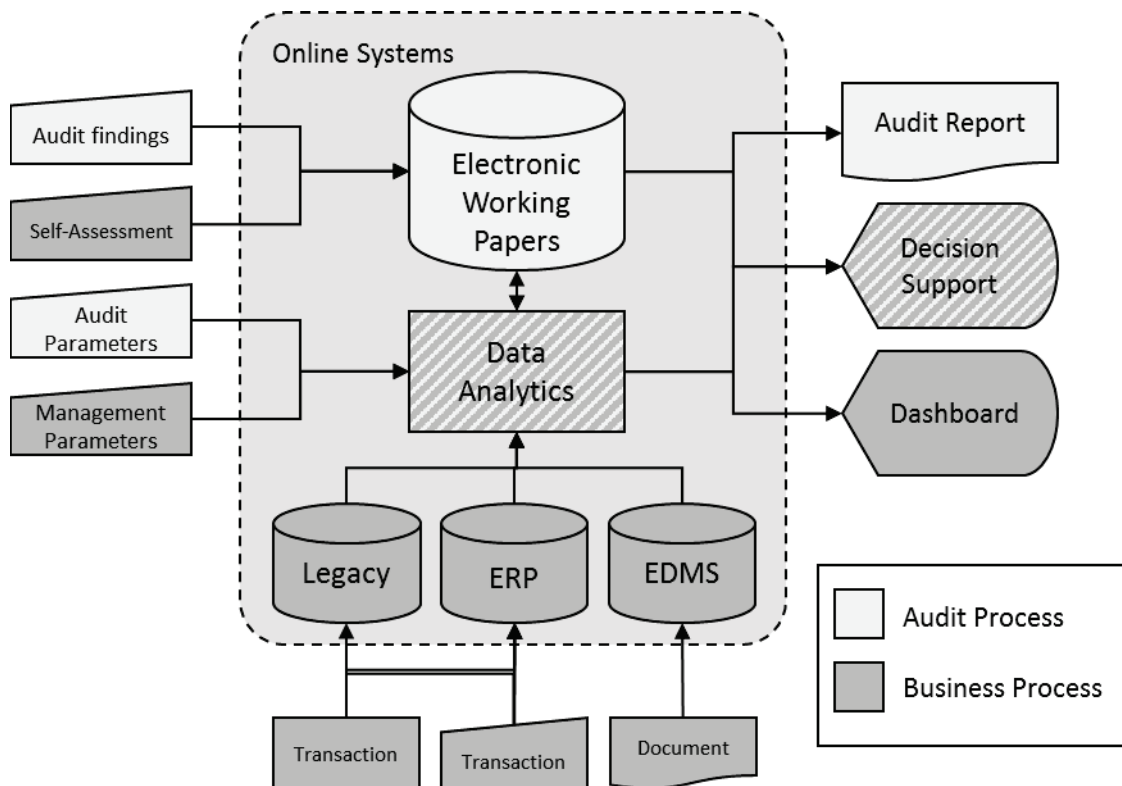 Online Systems
Audit findings
Self-Assessment
Audit
Parameters
Management
Parameters
Electronic
Working
Papers
Data
Analytics
Legacy
ERP
EDMS
Transaction
Transaction
Document
Audit Report
Decision
Support
Dashboard
Audit Process
Business Process